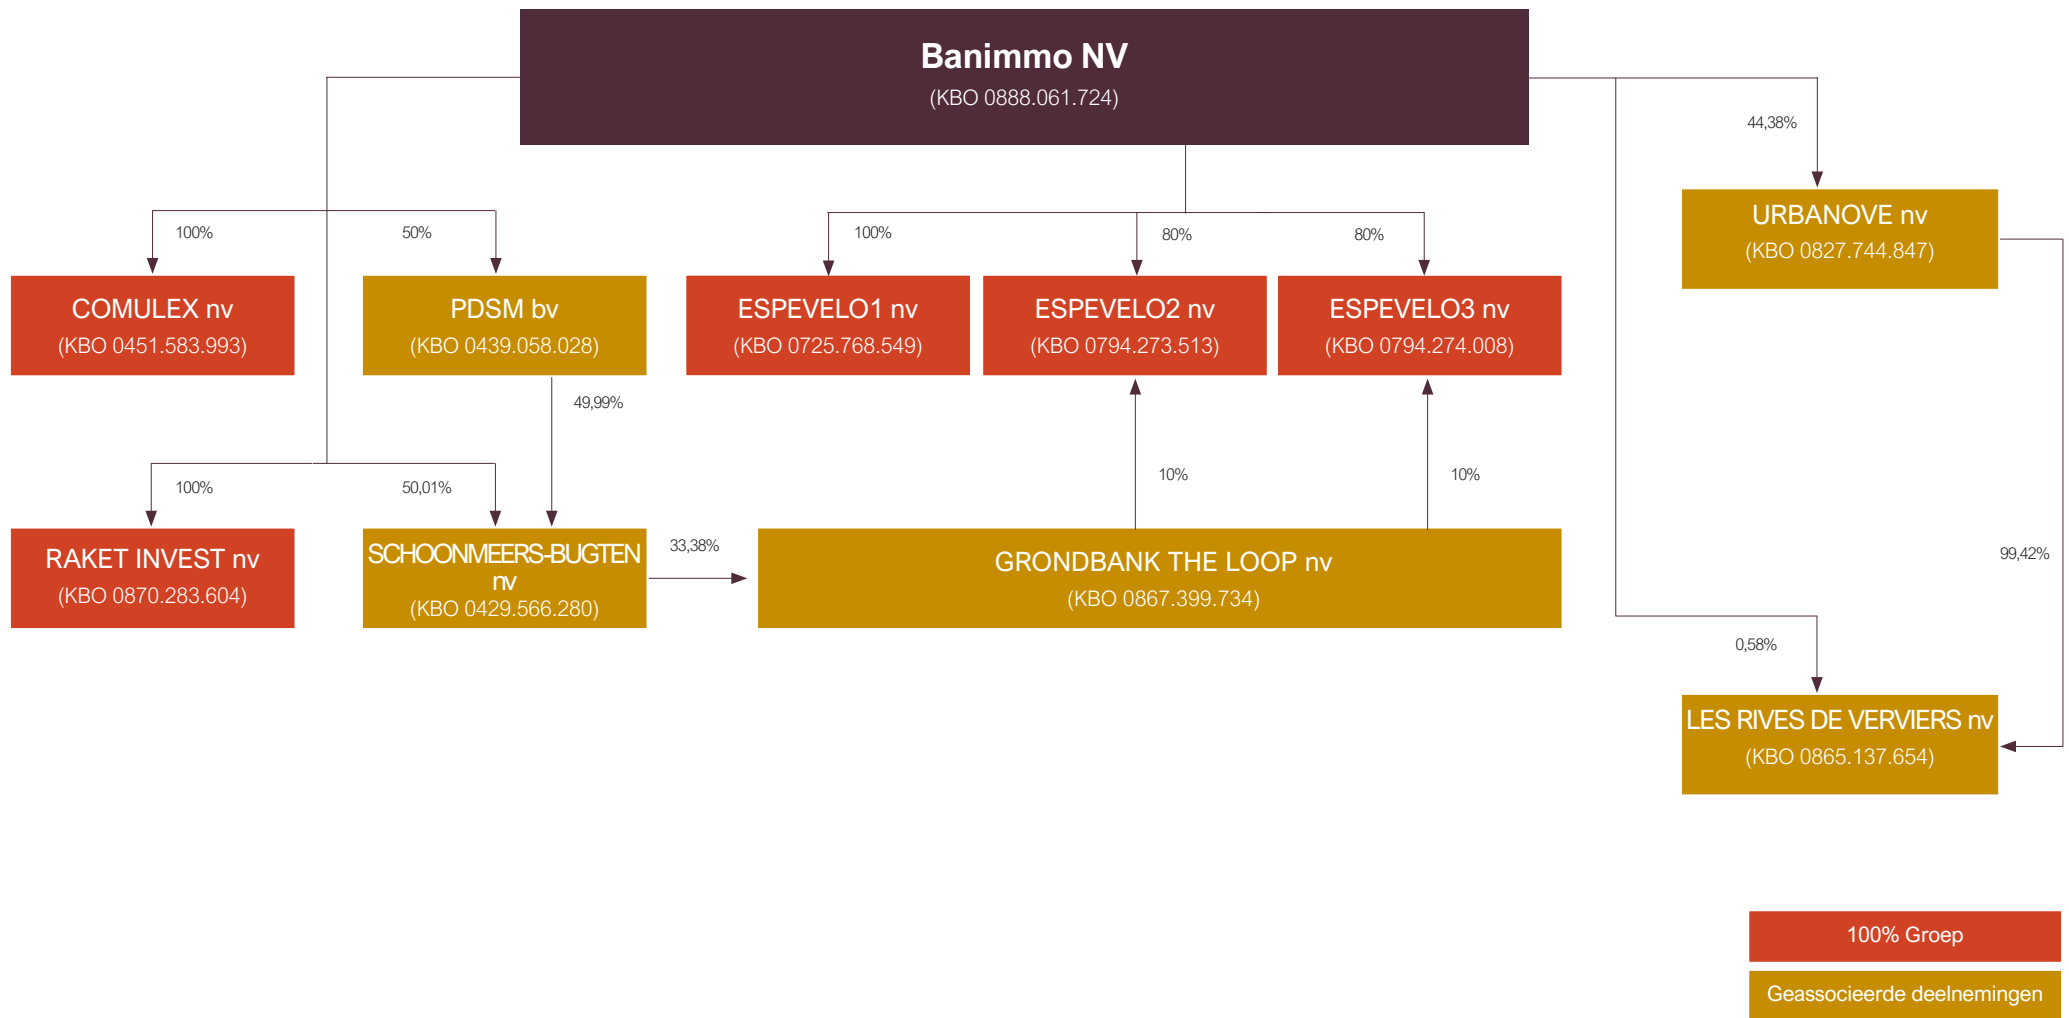 Banimmo NV
(KBO 0888.061.724)
44,38%
URBANOVE nv
(KBO 0827.744.847)
100%
50%
100%
80%
80%
COMULEX nv
(KBO 0451.583.993)
PDSM bv
(KBO 0439.058.028)
ESPEVELO1 nv
(KBO 0725.768.549)
ESPEVELO2 nv
(KBO 0794.273.513)
ESPEVELO3 nv
(KBO 0794.274.008)
49,99%
100%
50,01%
10%
10%
RAKET INVEST nv
(KBO 0870.283.604)
SCHOONMEERS-BUGTEN
nv
(KBO 0429.566.280)
33,38%
GRONDBANK THE LOOP nv
(KBO 0867.399.734)
99,42%
0,58%
LES RIVES DE VERVIERS nv
(KBO 0865.137.654)
100% Groep
Geassocieerde deelnemingen